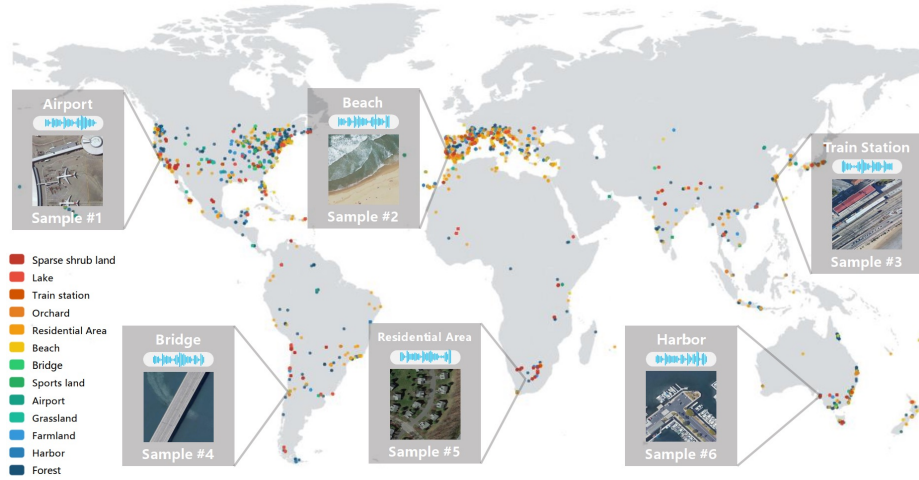 Airport
Sample #1
Beach
Sample #2
Train Station
Sample #3
Sparse shrub land
Lake
Train station
Orchard
Residential Area
Beach
Bridge
Sports land
Airport
Grassland
Farmland
Harbor
Forest
Bridge
Sample #4
Residential Area
Sample #5
Harbor
Sample #6